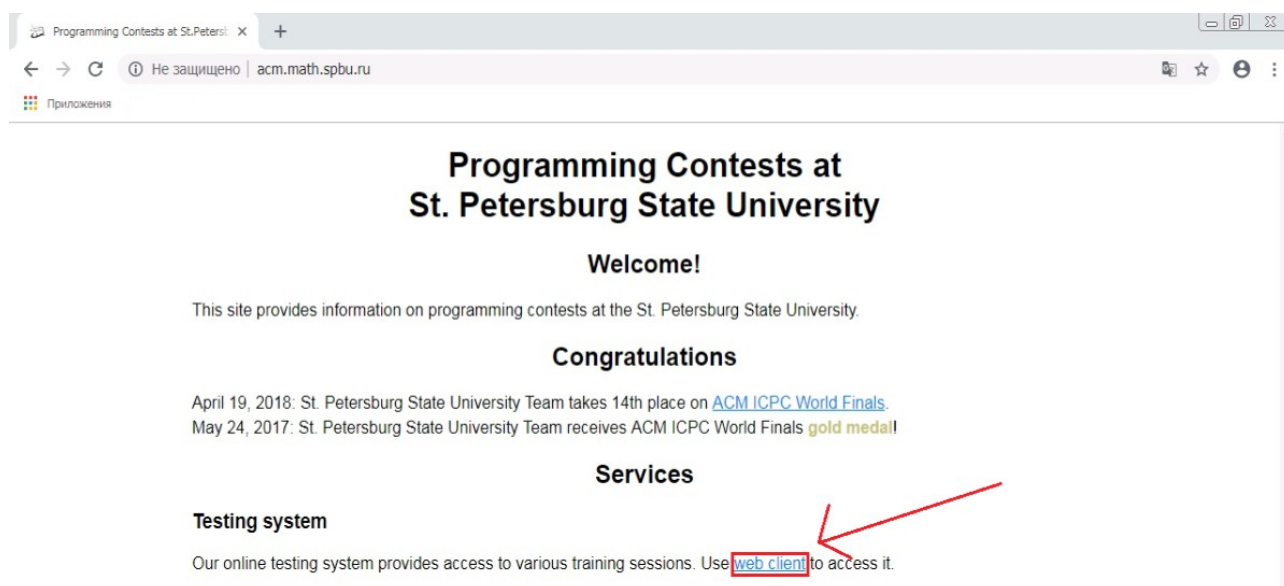 Programming Contests at St.Petersb
Не защищено | acm.math.spbu.ru
Приложения
Programming Contests at
St. Petersburg State University
Welcome!
This site provides information on programming contests at the St. Petersburg State University.
Congratulations
April 19, 2018: St. Petersburg State University Team takes 14th place on ACM ICPC World Finals.
May 24, 2017: St. Petersburg State University Team receives ACM ICPC World Finals gold medal!
Services
Testing system
Our online testing system provides access to various training sessions. Use web client to access it.